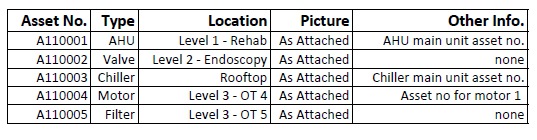 Asset No. Type Location Picture Other Info.
A110001 AHU Level 1 - Rehab As Attached AHU main unit asset no.
A110002 Valve Level 2 - Endoscopy As Attached none
A110003 Chiller Rooftop As Attached Chiller main unit asset no.
A110004 Motor Level 3 - OT 4 As Attached Asset no for motor 1
A110005 Filter Level 3 - OT 5 As Attached none